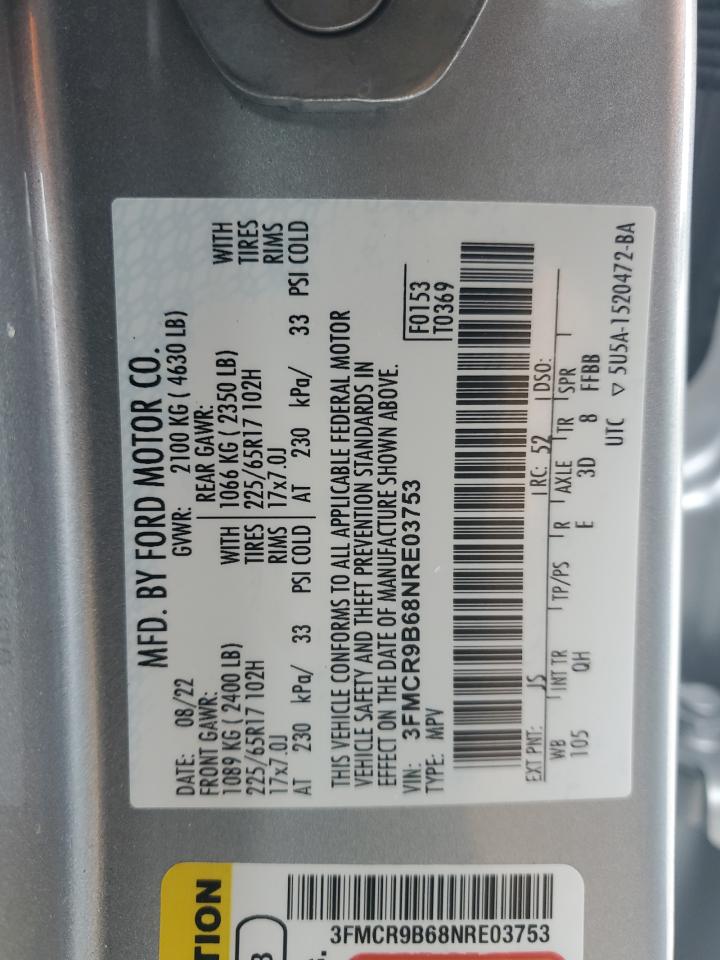 MFD. BY FORD MOTOR CO.
DATE: 08/22 GVWR: 2100 KG ( 4630 LB)
FRONT GAWR: REAR GAWR:
1089 KG ( 2400 LB) WITH 1066 KG ( 2350 LB) WITH
225/65R17 102H TIRES 225/65R17 102H TIRES
17x7.0J RIMS 17x7.0J RIMS
AT 230 kPa/ 33 PSI COLD AT 230 kPa/ 33 PSI COLD
THIS VEHICLE CONFORMS TO ALL APPLICABLE FEDERAL MOTOR
VEHICLE SAFETY AND THEFT PREVENTION STANDARDS IN
EFFECT ON THE DATE OF MANUFACTURE SHOWN ABOVE.
VIN: 3FMCR9B68NRE03753 F0153
TYPE: MPV T0369
EXT PNT: JS RC: 52 DSO:
WB INT TR TP/PS R AXLE TR SPR
105 QH E 3D 8 FFBB
UTC ▽ 5U5A-1520472-BA
TION
3FMCR9B68NRE03753